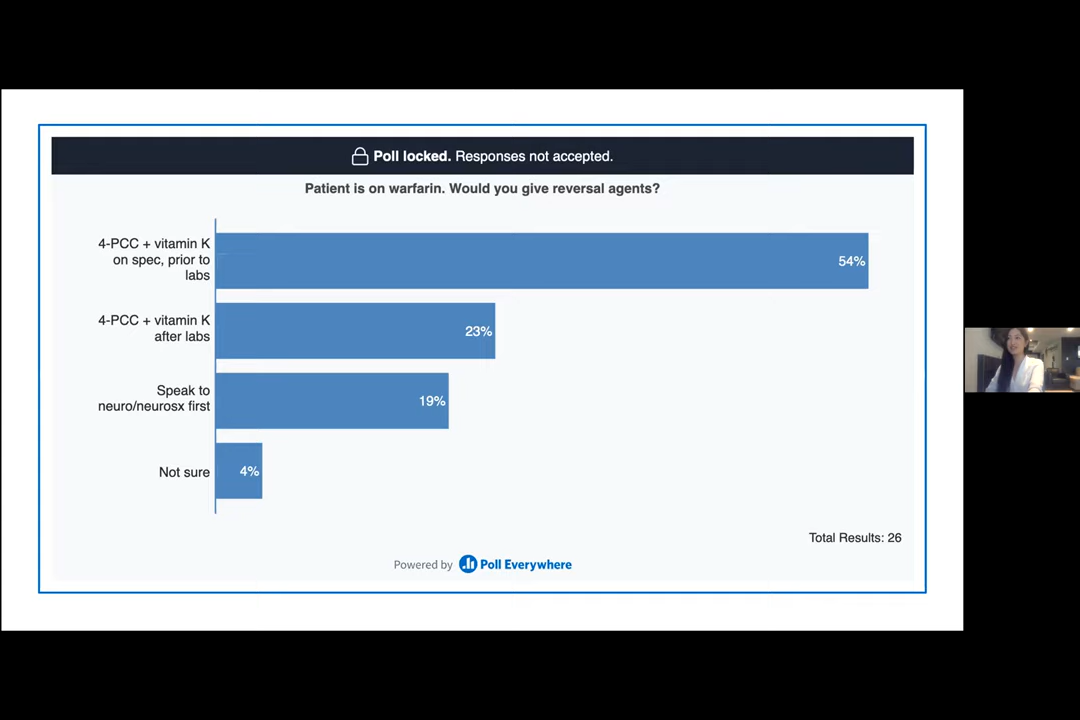 Poll locked. Responses not accepted.
Patient is on warfarin. Would you give reversal agents?
4-PCC + vitamin K
on spec, prior to
labs
54%
4-PCC + vitamin K
after labs
23%
Speak to
neuro/neurosx first
19%
Not sure
4%
Total Results: 26
Powered by Poll Everywhere